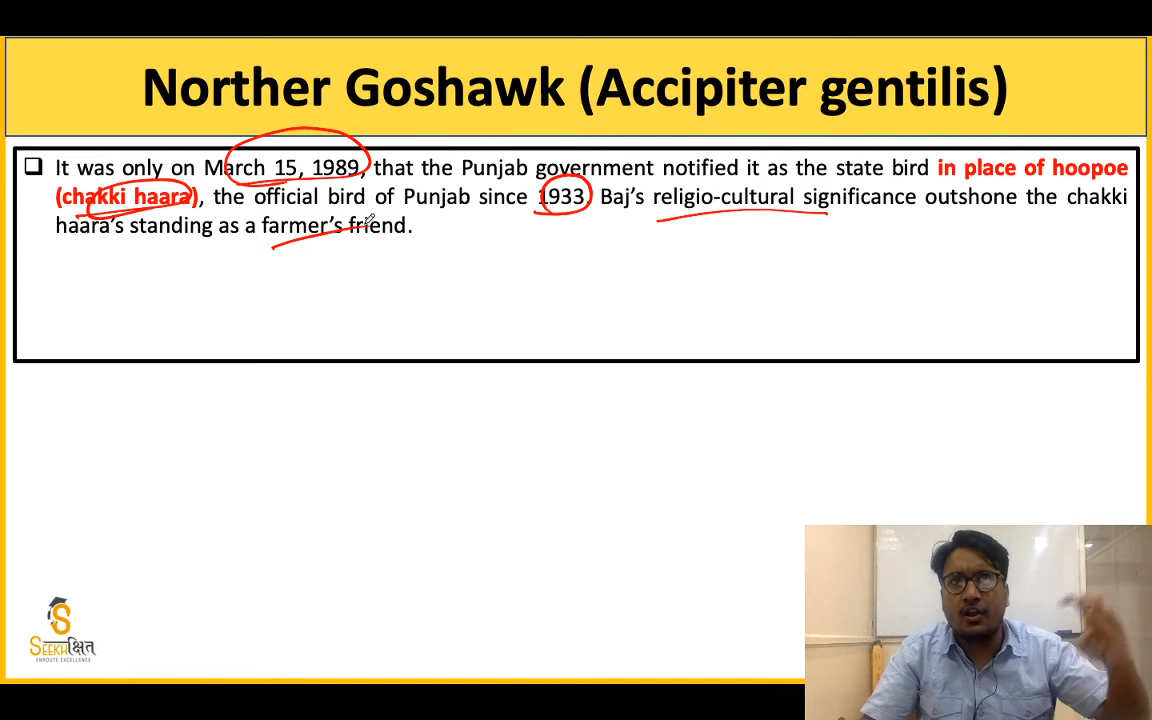 Norther Goshawk (Accipiter gentilis)
❑ It was only on March 15, 1989, that the Punjab government notified it as the state bird in place of hoopoe
(chakki haara), the official bird of Punjab since 1933. Baj’s religio-cultural significance outshone the chakki
haara’s standing as a farmer’s friend.
S
SEEKHक्षित
ENROUTE EXCELLENCE